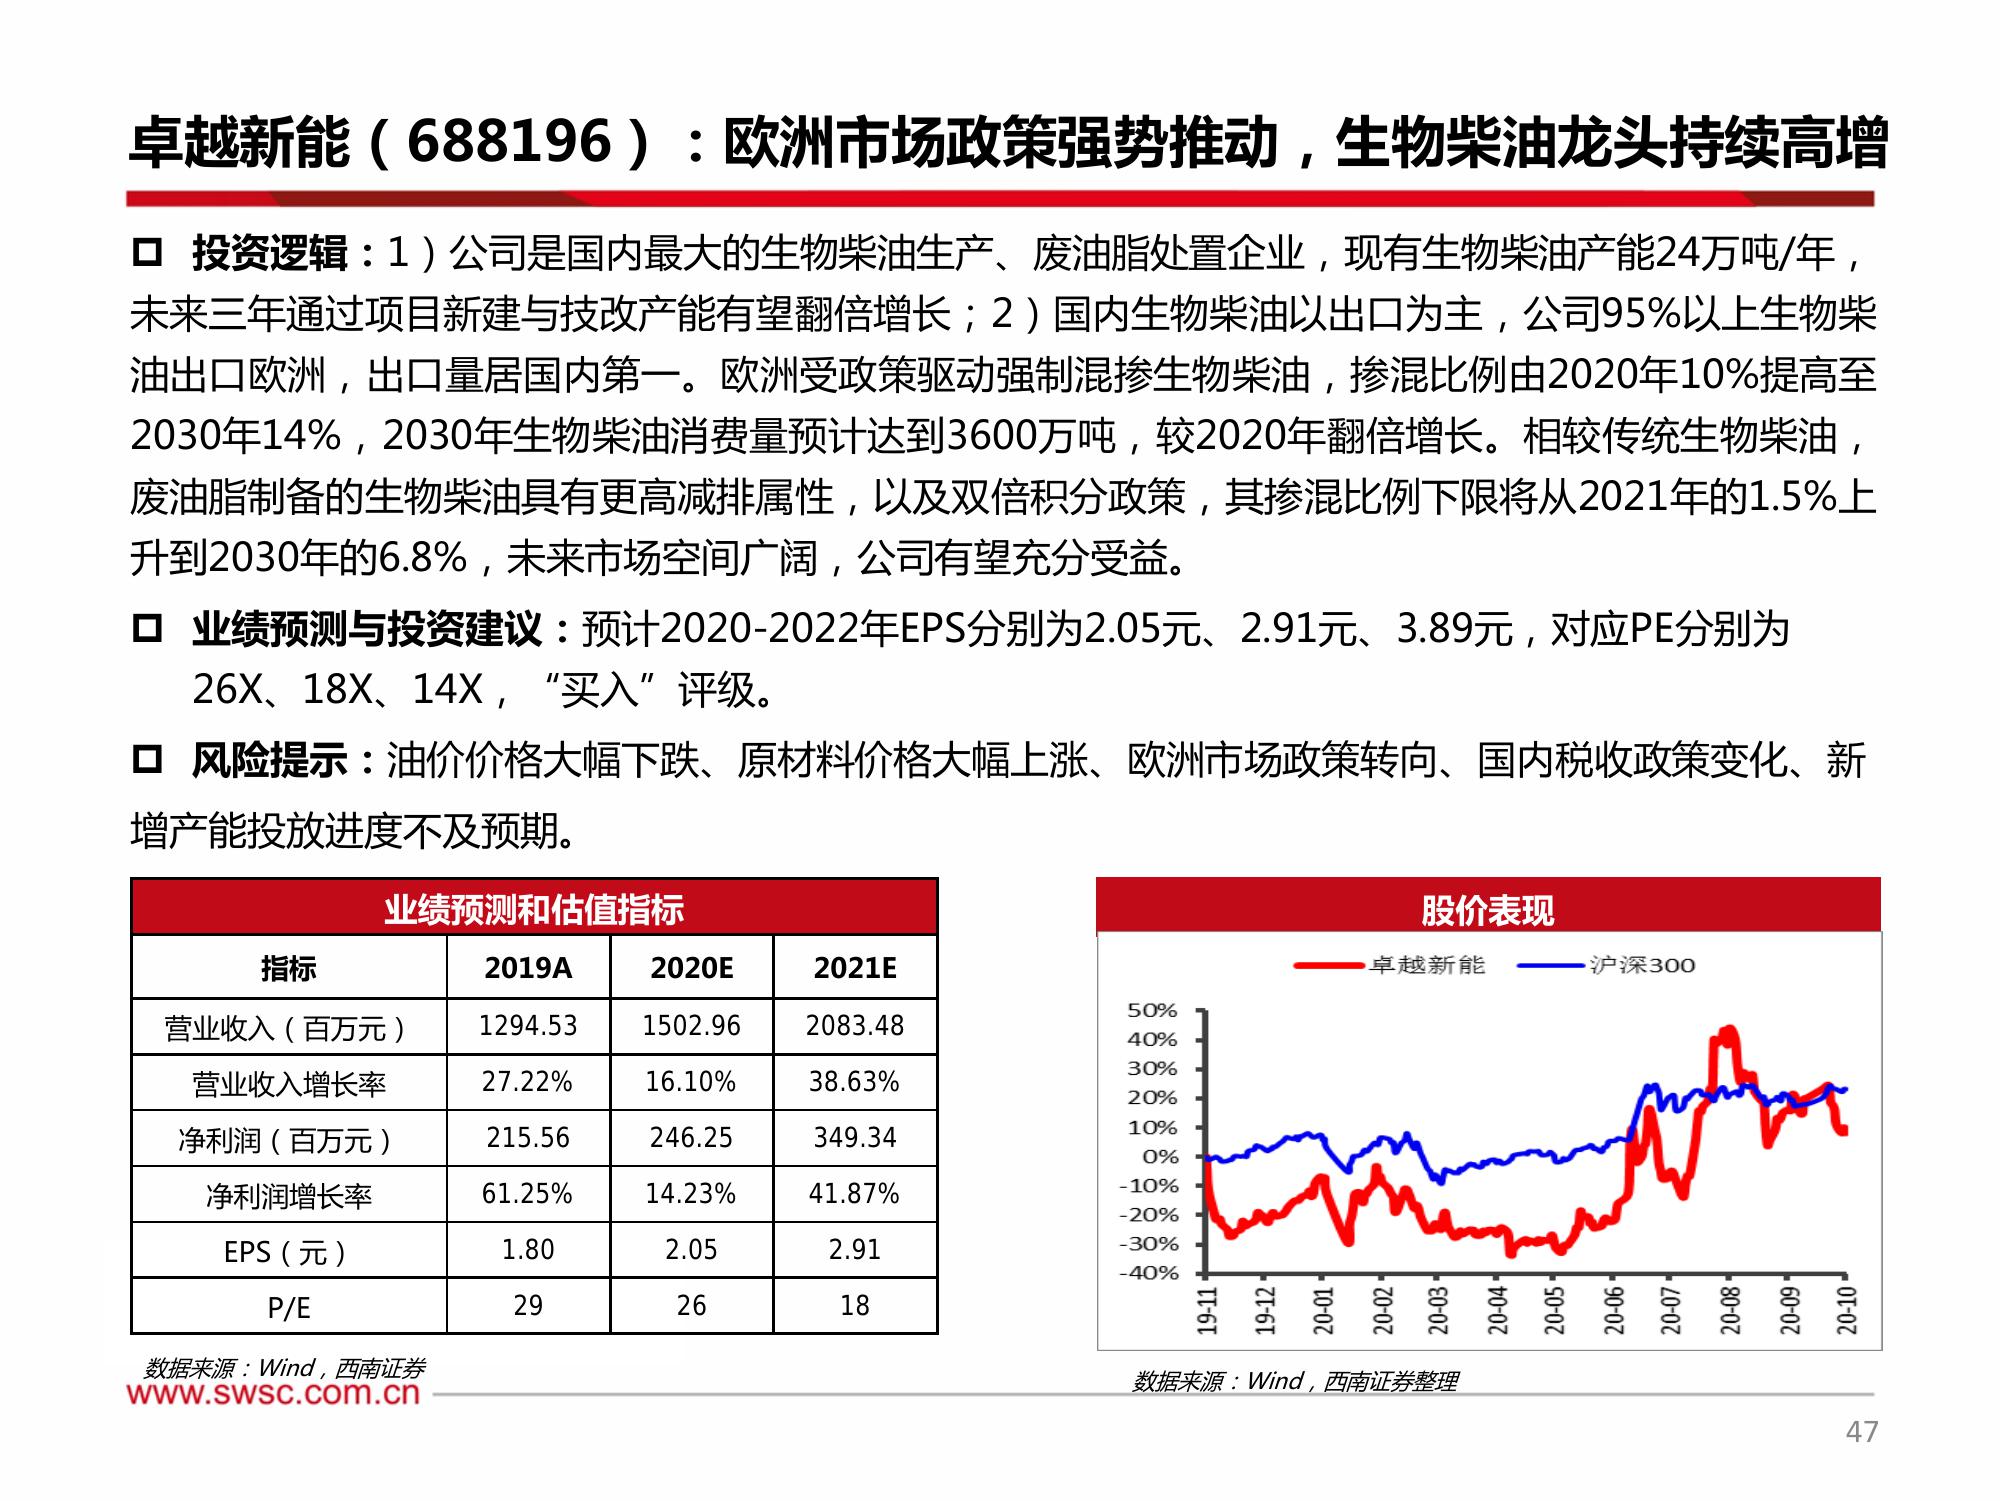 卓越新能（688196）：欧洲市场政策强势推动，生物柴油龙头持续高增
投资逻辑：1）公司是国内最大的生物柴油生产、废油脂处置企业，现有生物柴油产能24万吨/年，
未来三年通过项目新建与技改产能有望翻倍增长；2）国内生物柴油以出口为主，公司95%以上生物柴
油出口欧洲，出口量居国内第一。欧洲受政策驱动强制混掺生物柴油，掺混比例由2020年10%提高至
2030年14%，2030年生物柴油消费量预计达到3600万吨，较2020年翻倍增长。相较传统生物柴油，
废油脂制备的生物柴油具有更高减排属性，以及双倍积分政策，其掺混比例下限将从2021年的1.5%上
升到2030年的6.8%，未来市场空间广阔，公司有望充分受益。
业绩预测与投资建议：预计2020-2022年EPS分别为2.05元、2.91元、3.89元，对应PE分别为
26X、18X、14X，“买入”评级。
风险提示：油价价格大幅下跌、原材料价格大幅上涨、欧洲市场政策转向、国内税收政策变化、新
增产能投放进度不及预期。
业绩预测和估值指标
指标 2019A 2020E 2021E
营业收入（百万元） 1294.53 1502.96 2083.48
营业收入增长率 27.22% 16.10% 38.63%
净利润（百万元） 215.56 246.25 349.34
净利润增长率 61.25% 14.23% 41.87%
EPS（元） 1.80 2.05 2.91
P/E 29 26 18
数据来源：Wind，西南证券
股价表现
卓越新能 沪深300
50%
40%
30%
20%
10%
0%
-10%
-20%
-30%
-40%
19-11 19-12 20-01 20-02 20-03 20-04 20-05 20-06 20-07 20-08 20-09 20-10
数据来源：Wind，西南证券整理
www.swsc.com.cn
47